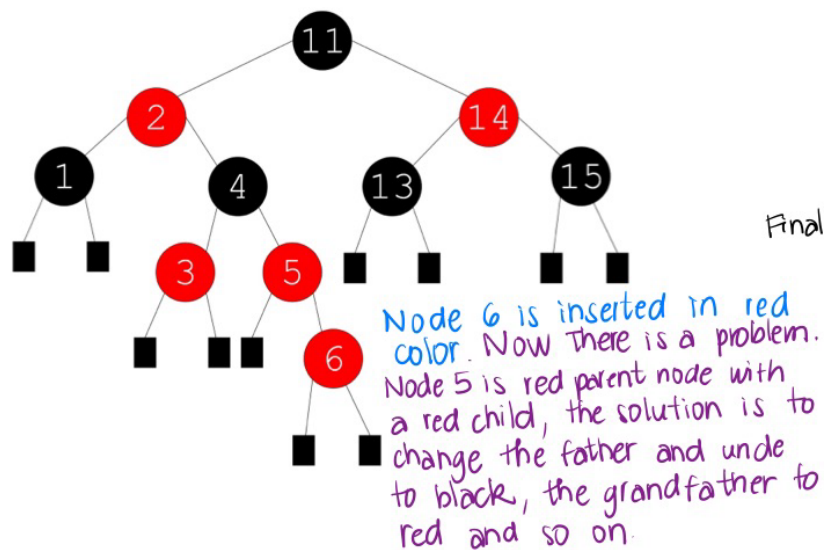 11
2
14
1
4
13
15
Final
3
5
6
Node 6 is inserted in red
color. Now there is a problem.
Node 5 is red parent node with
a red child, the solution is to
change the father and uncle
to black, the grandfather to
red and so on.